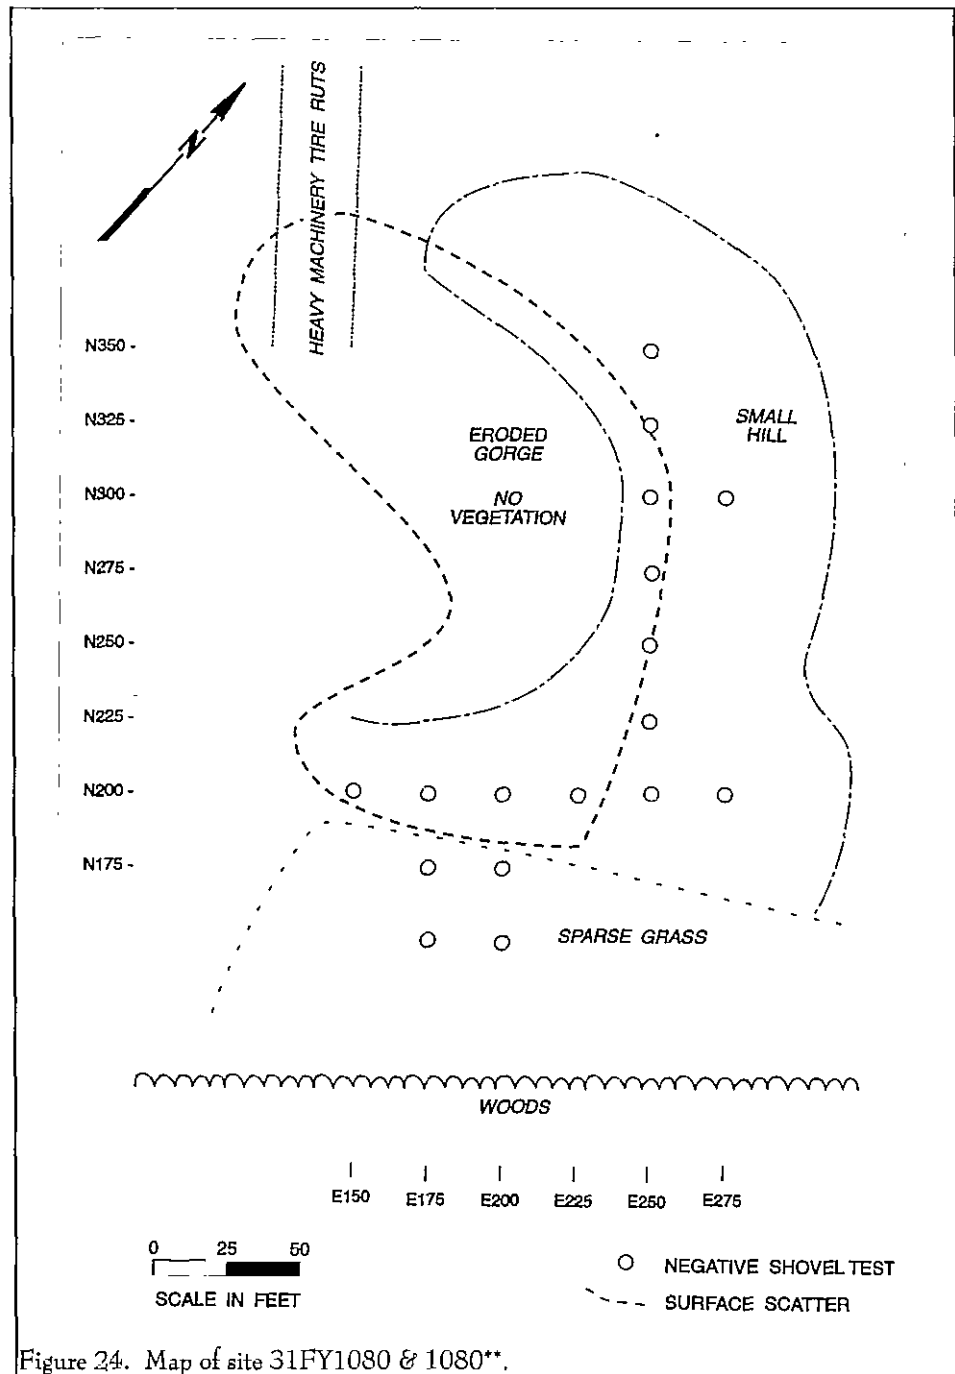 N
HEAVY MACHINERY TIRE RUTS
N350 -
N325 -
N300 -
N275 -
N250 -
N225 -
N200 -
N175 -
ERODED
GORGE
NO
VEGETATION
SMALL
HILL
SPARSE GRASS
WOODS
E150
E175
E200
E225
E250
E275
0 25 50
SCALE IN FEET
NEGATIVE SHOVEL TEST
SURFACE SCATTER
Figure 24. Map of site 31FY1080 & 1080**.